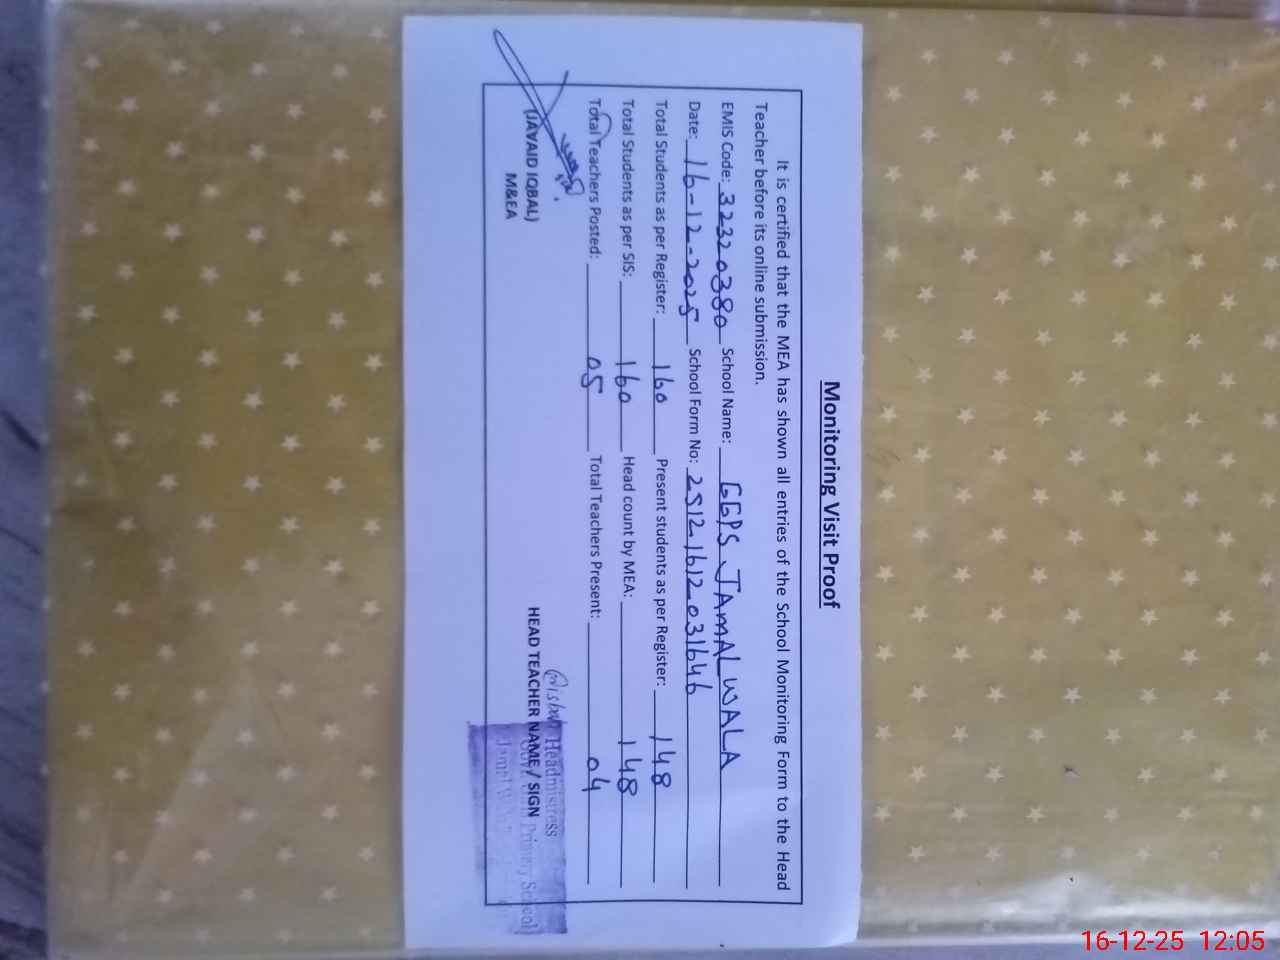 Monitoring Visit Proof
It is certified that the MEA has shown all entries of the School Monitoring Form to the Head
Teacher before its online submission.
EMIS Code: 32320380 School Name: GGPS JAMALWALA
Date: 16-12-2025 School Form No: 25121612031646
Total Students as per Register: 160 Present students as per Register: 148
Total Students as per SIS: 160 Head count by MEA: 148
Total Teachers Posted: 05 Total Teachers Present: 04
(JAVAID IQBAL)
M&EA
Headmistress
HEAD TEACHER NAME/ SIGN
Primary School
16-12-25 12:05